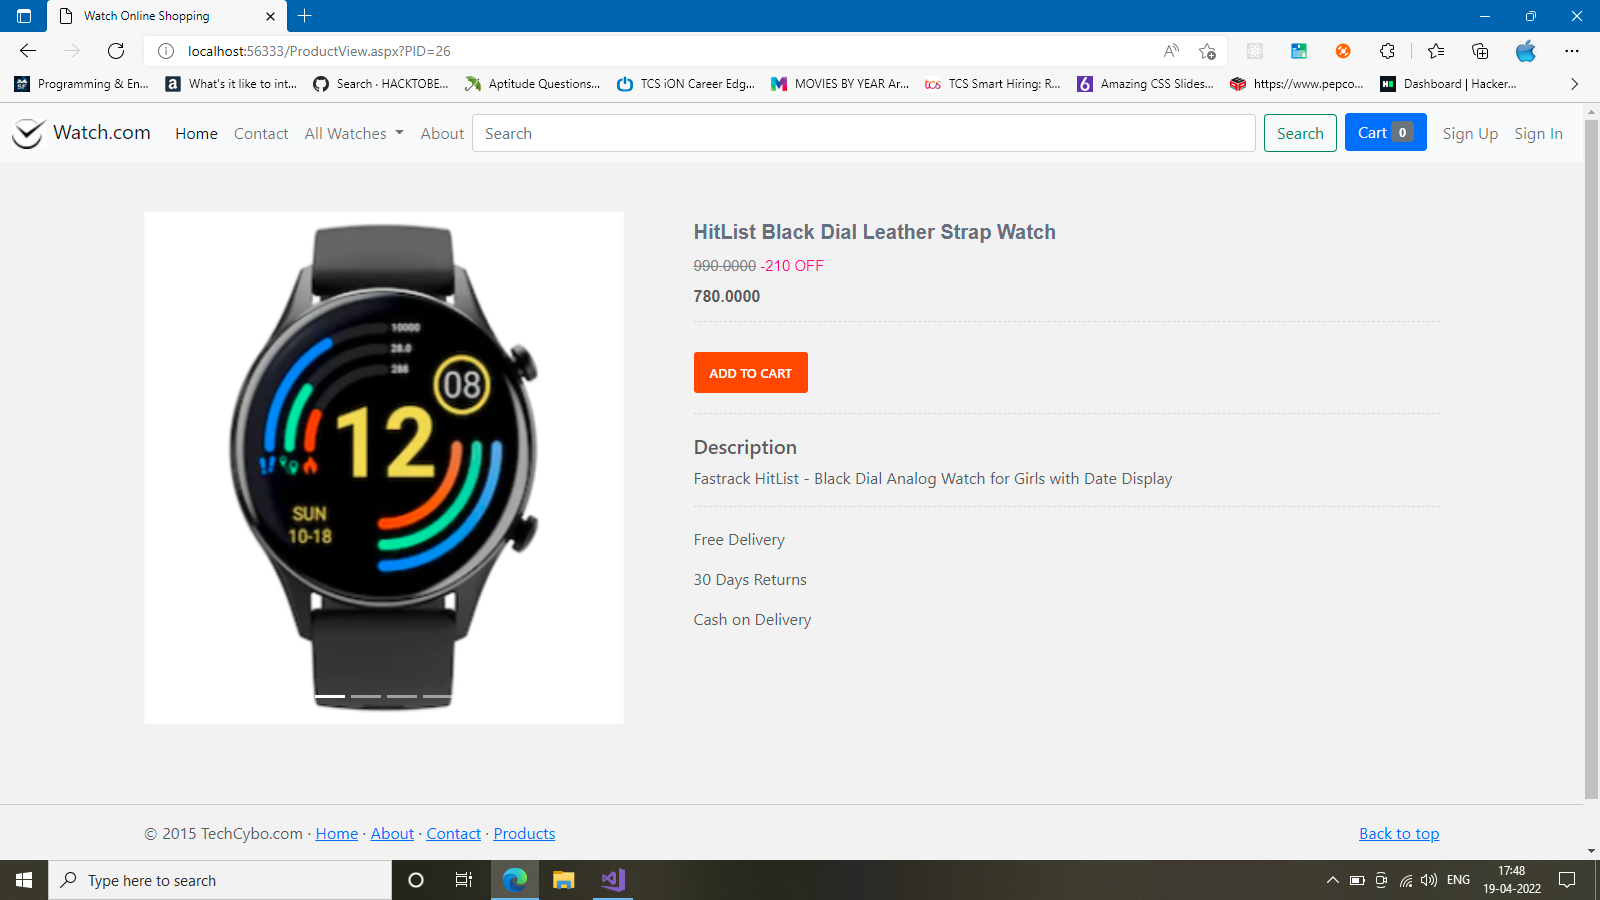 Watch Online Shopping
localhost:56333/ProductView.aspx?PID=26
Programming & En...
What's it like to int...
Search · HACKTOBE...
Aptitude Questions...
TCS iON Career Edg...
MOVIES BY YEAR Ar...
tcs
TCS Smart Hiring: R...
Amazing CSS Slides...
https://www.pepco...
Dashboard | Hacker...
Watch.com
Home
Contact
All Watches
About
Search
Search
Cart 0
Sign Up
Sign In
10000
28.0
288
08
12
SUN
10-18
HitList Black Dial Leather Strap Watch
990.0000 -210 OFF
780.0000
ADD TO CART
Description
Fastrack HitList - Black Dial Analog Watch for Girls with Date Display
Free Delivery
30 Days Returns
Cash on Delivery
© 2015 TechCybo.com · Home · About · Contact · Products
Back to top
Type here to search
ENG
17:48
19-04-2022